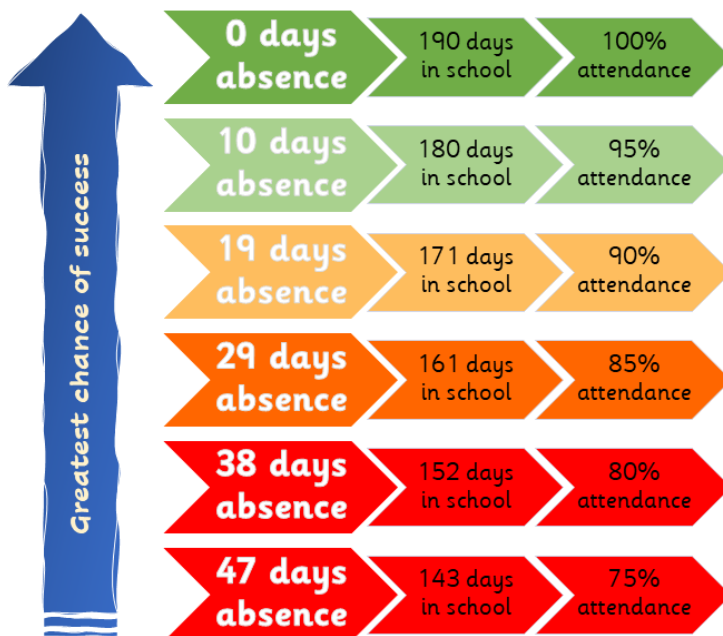 Greatest chance of success
0 days
absence
190 days
in school
100%
attendance
10 days
absence
180 days
in school
95%
attendance
19 days
absence
171 days
in school
90%
attendance
29 days
absence
161 days
in school
85%
attendance
38 days
absence
152 days
in school
80%
attendance
47 days
absence
143 days
in school
75%
attendance